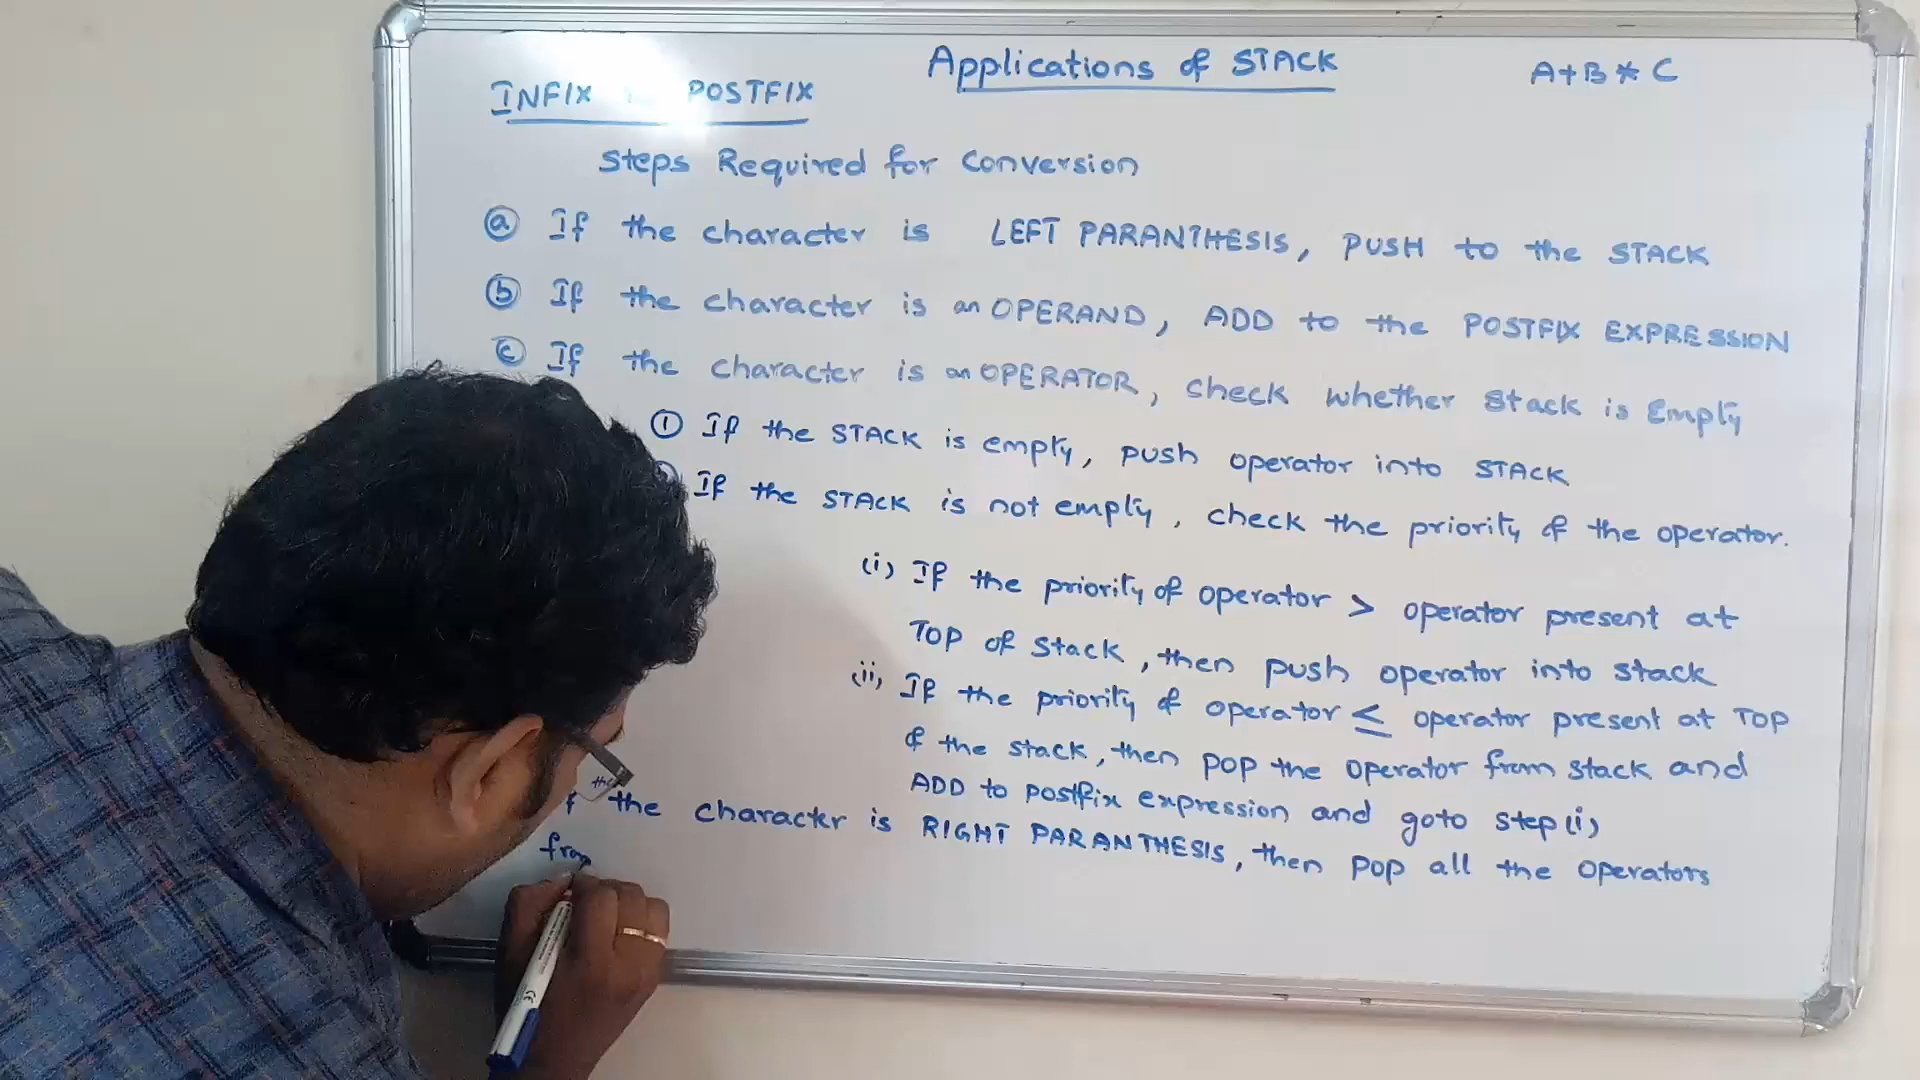 Applications of STACK
A+B*C
INFIX POSTFIX
Steps Required for Conversion
(a) If the character is LEFT PARANTHESIS, PUSH to the STACK
(b) If the character is an OPERAND, ADD to the POSTFIX EXPRESSION
(c) If the character is an OPERATOR, check whether stack is Empty
(1) If the STACK is empty, push operator into STACK
If the STACK is not empty, check the priority of the operator.
(i) If the priority of operator > operator present at
TOP of stack, then push operator into stack
(ii) If the priority of operator ≤ operator present at TOP
of the stack, then pop the operator from stack and
ADD to postfix expression and goto step (i)
the character is RIGHT PARANTHESIS, then pop all the operators